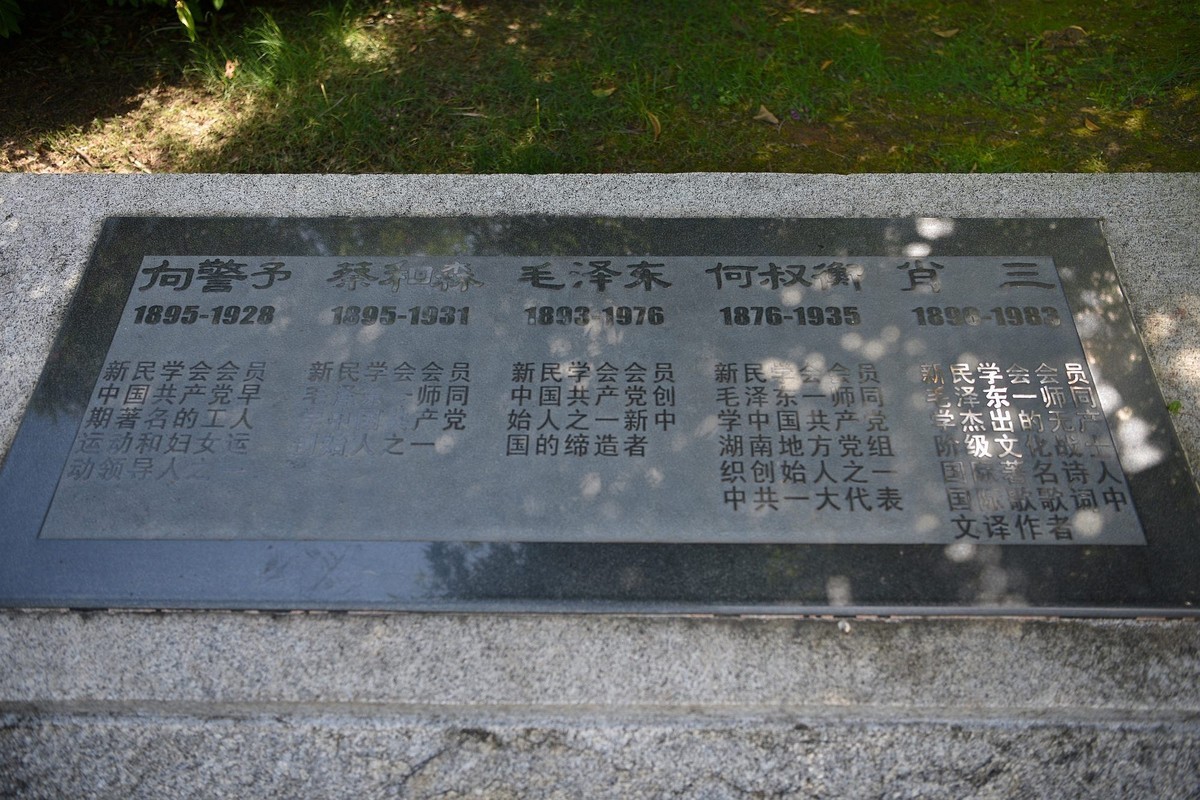 向警予
1895-1928
新民学会会员
中国共产党早
期著名的工人
运动和妇女运
动领导人之
蔡和森
1895-1931
新民学会会员
一师同
产党
始人之一
毛泽东
1893-1976
新民学会会员
中国共产党创
始人之一新中
国的缔造者
何权衡
1876-1935
新民学会会员
毛泽东一师同
学中国共产党
湖南地方党组
织创始人之一
中共一大代表
肖三
1896-1983
新民学会会员
毛泽东一师同
学杰出的无产
阶级文化战士
国际著名诗人
国际歌歌词中
文译作者